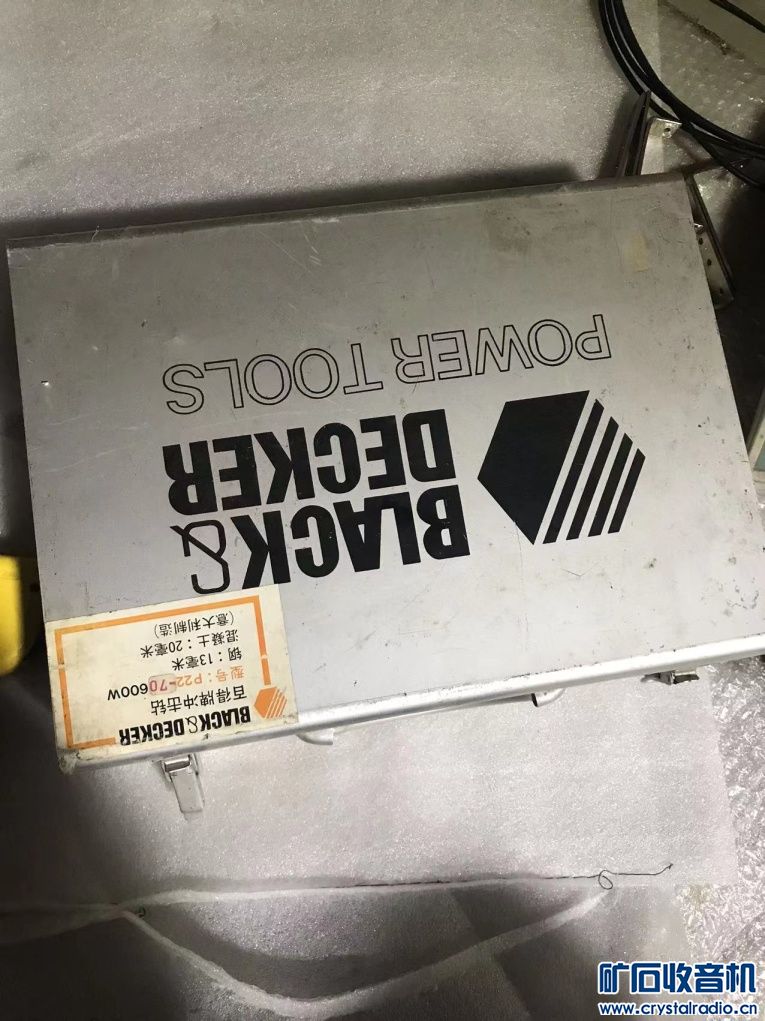 BLACK&
DECKER
POWER TOOLS
BLACK&DECKER
百得牌冲击钻
型号：P22-70 600W
钢：13毫米
混凝土：20毫米
（意大利制造）
矿石收音机
www.crystalradio.cn